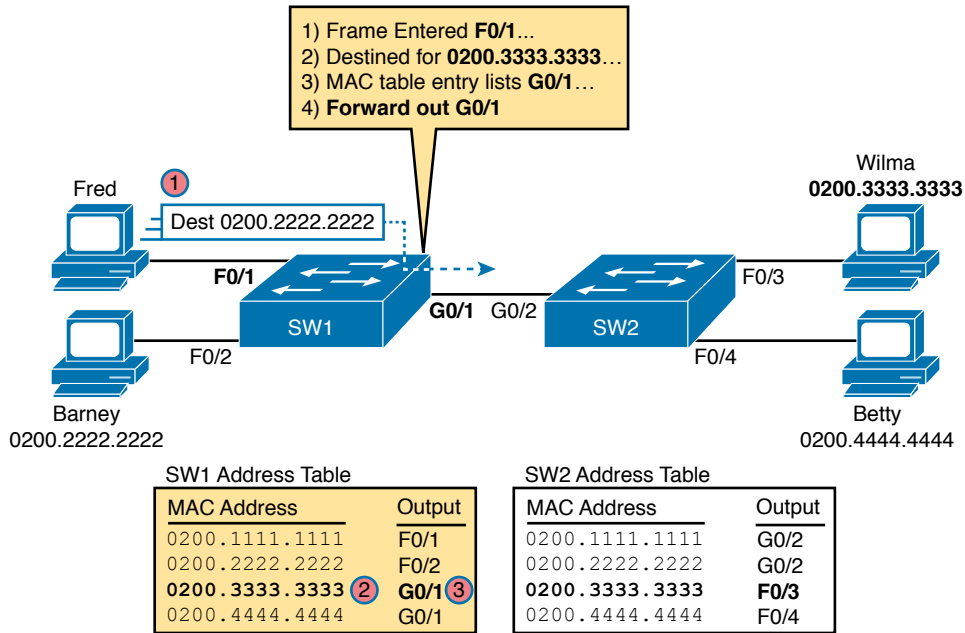 1) Frame Entered F0/1...
2) Destined for 0200.3333.3333...
3) MAC table entry lists G0/1...
4) Forward out G0/1
Fred
1
Dest 0200.2222.2222
Wilma
0200.3333.3333
F0/1
SW1
G0/1
G0/2
SW2
F0/3
F0/2
F0/4
Barney
0200.2222.2222
Betty
0200.4444.4444
SW1 Address Table
MAC Address Output
0200.1111.1111 F0/1
0200.2222.2222 F0/2
0200.3333.3333 2 G0/1 3
0200.4444.4444 G0/1
SW2 Address Table
MAC Address Output
0200.1111.1111 G0/2
0200.2222.2222 G0/2
0200.3333.3333 F0/3
0200.4444.4444 F0/4